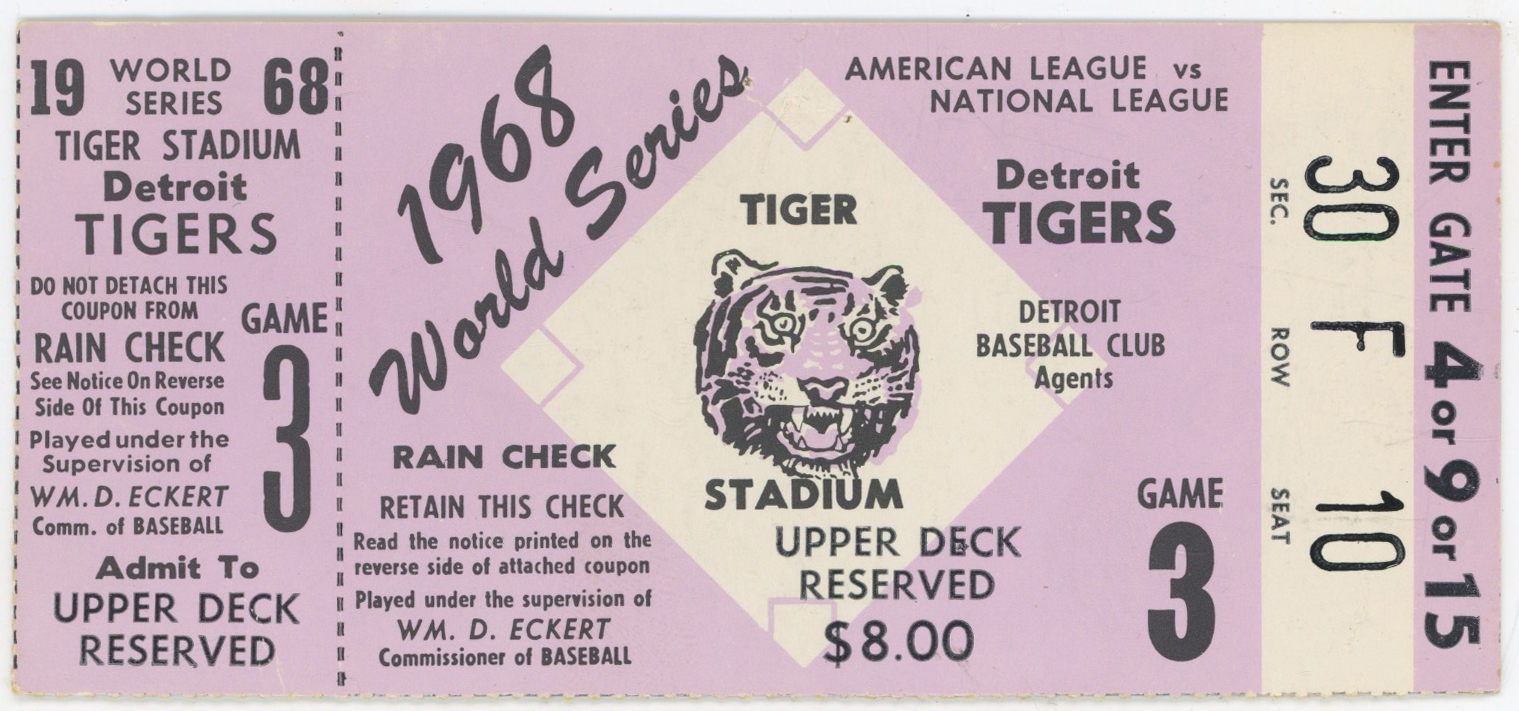 19 WORLD SERIES 68
TIGER STADIUM
Detroit
TIGERS
DO NOT DETACH THIS
COUPON FROM
RAIN CHECK
See Notice On Reverse
Side Of This Coupon
Played under the
Supervision of
WM. D. ECKERT
Comm. of BASEBALL
GAME
3
Admit To
UPPER DECK
RESERVED
1968
World Series
RAIN CHECK
RETAIN THIS CHECK
Read the notice printed on the
reverse side of attached coupon
Played under the supervision of
WM. D. ECKERT
Commissioner of BASEBALL
TIGER
STADIUM
UPPER DECK
RESERVED
$8.00
AMERICAN LEAGUE vs
NATIONAL LEAGUE
Detroit
TIGERS
DETROIT
BASEBALL CLUB
Agents
GAME
3
SEC. 30
ROW F
SEAT 10
ENTER GATE 4 or 9 or 15